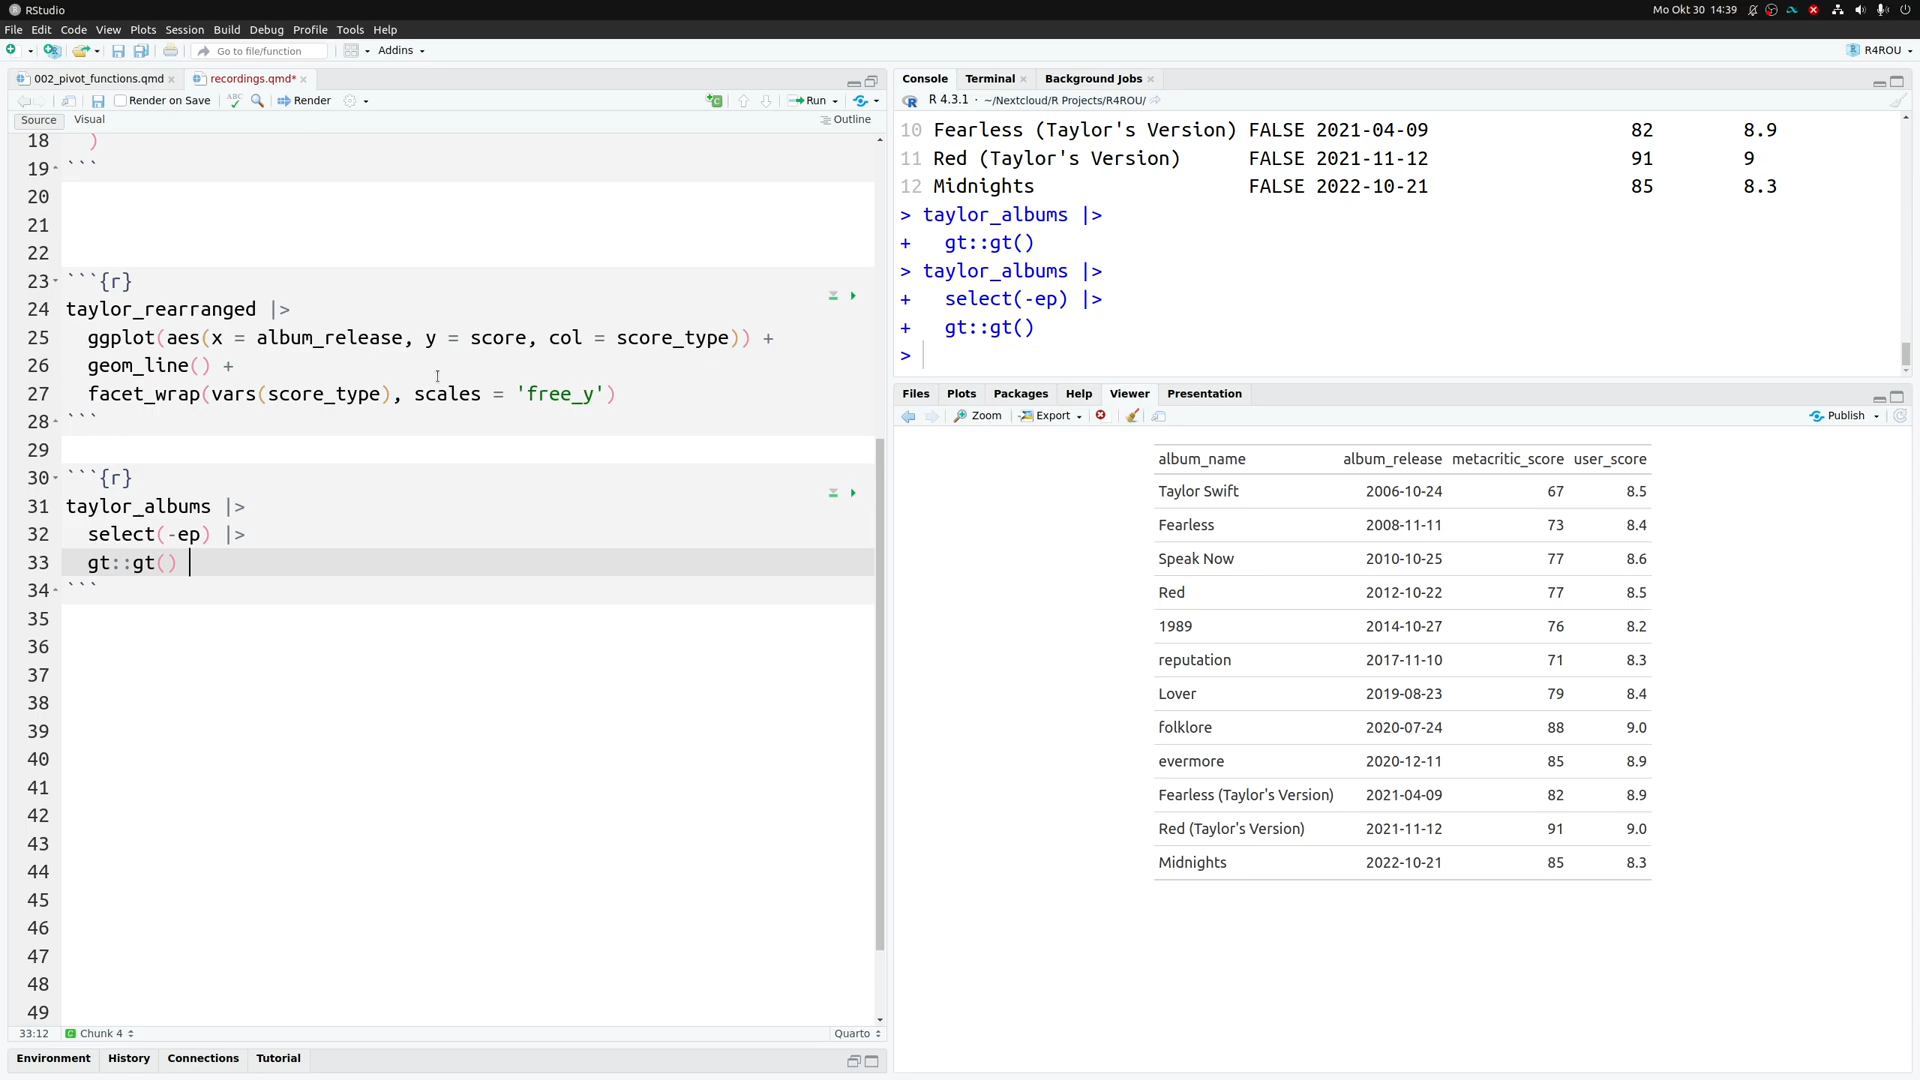 RStudio
Mo Okt 30 14:39
File Edit Code View Plots Session Build Debug Profile Tools Help
Go to file/function
Addins
R4ROU
002_pivot_functions.qmd
recordings.qmd*
Render on Save
ABC
Render
Run
Source
Visual
Outline
18 )
19 ```
20
21
22
23 ```{r}
24 taylor_rearranged |>
25 ggplot(aes(x = album_release, y = score, col = score_type)) +
26 geom_line() +
27 facet_wrap(vars(score_type), scales = 'free_y')
28 ```
29
30 ```{r}
31 taylor_albums |>
32 select(-ep) |>
33 gt::gt()
34 ```
35
36
37
38
39
40
41
42
43
44
45
46
47
48
49
33:12
Chunk 4
Quarto
Environment History Connections Tutorial
Console Terminal Background Jobs
R 4.3.1 · ~/Nextcloud/R Projects/R4ROU/
10 Fearless (Taylor's Version) FALSE 2021-04-09 82 8.9
11 Red (Taylor's Version) FALSE 2021-11-12 91 9
12 Midnights FALSE 2022-10-21 85 8.3
> taylor_albums |>
+ gt::gt()
> taylor_albums |>
+ select(-ep) |>
+ gt::gt()
>
Files Plots Packages Help Viewer Presentation
Zoom
Export
Publish
album_name album_release metacritic_score user_score
Taylor Swift 2006-10-24 67 8.5
Fearless 2008-11-11 73 8.4
Speak Now 2010-10-25 77 8.6
Red 2012-10-22 77 8.5
1989 2014-10-27 76 8.2
reputation 2017-11-10 71 8.3
Lover 2019-08-23 79 8.4
folklore 2020-07-24 88 9.0
evermore 2020-12-11 85 8.9
Fearless (Taylor's Version) 2021-04-09 82 8.9
Red (Taylor's Version) 2021-11-12 91 9.0
Midnights 2022-10-21 85 8.3